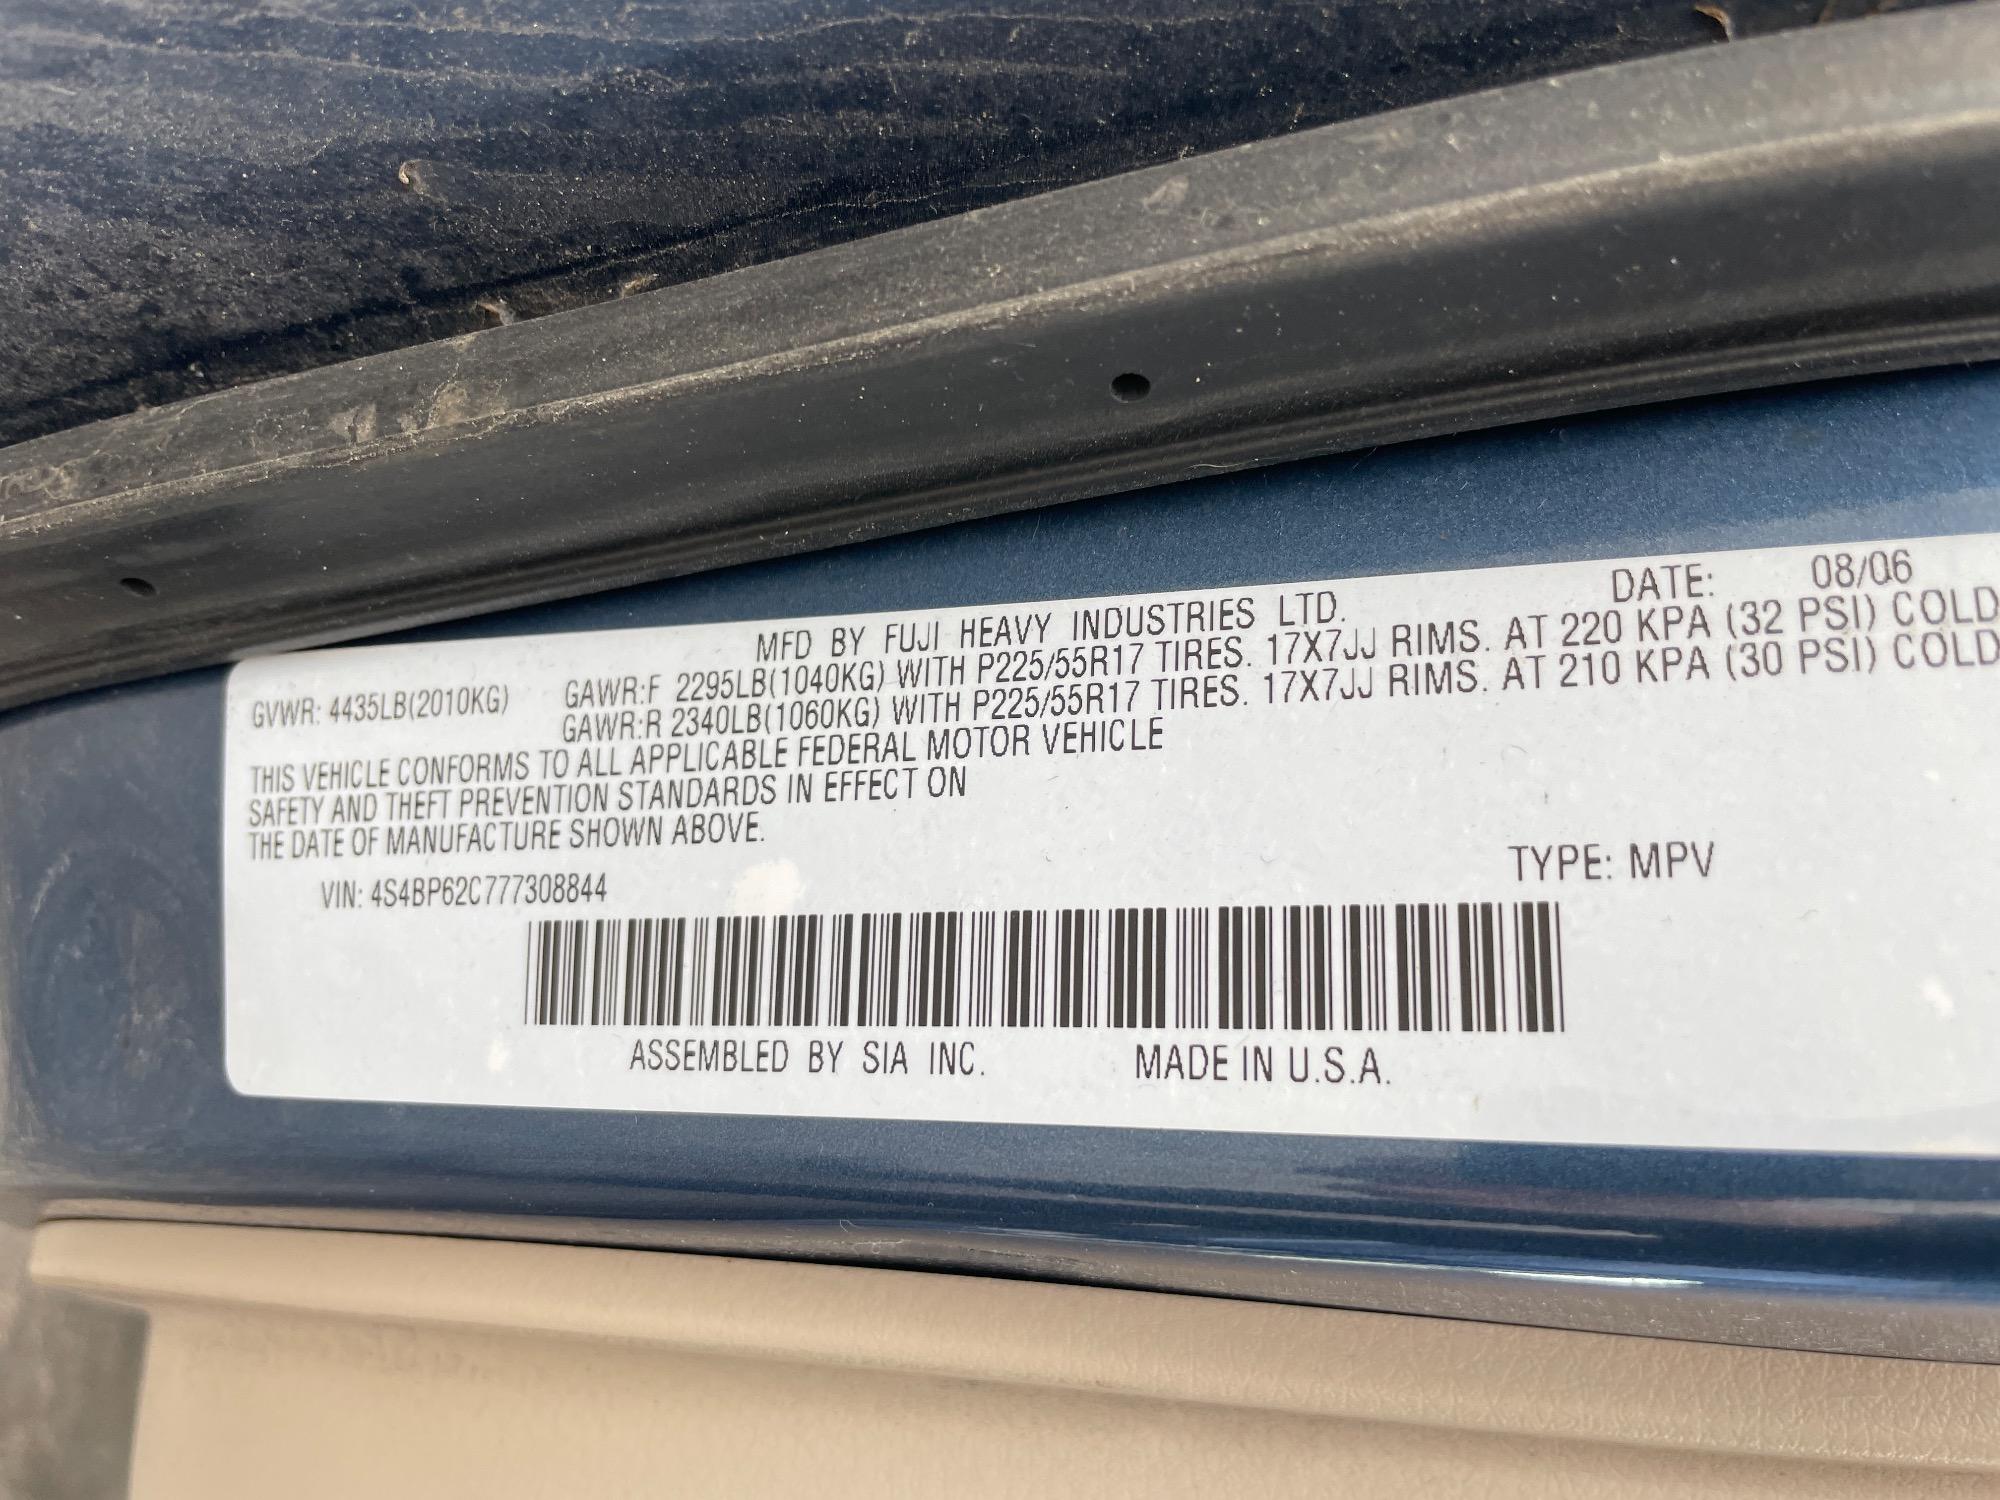 MFD BY FUJI HEAVY INDUSTRIES LTD. DATE: 08/06
GVWR: 4435LB(2010KG) GAWR:F 2295LB(1040KG) WITH P225/55R17 TIRES. 17X7JJ RIMS. AT 220 KPA (32 PSI) COLD
GAWR:R 2340LB(1060KG) WITH P225/55R17 TIRES. 17X7JJ RIMS. AT 210 KPA (30 PSI) COLD
THIS VEHICLE CONFORMS TO ALL APPLICABLE FEDERAL MOTOR VEHICLE
SAFETY AND THEFT PREVENTION STANDARDS IN EFFECT ON
THE DATE OF MANUFACTURE SHOWN ABOVE.
VIN: 4S4BP62C777308844 TYPE: MPV
ASSEMBLED BY SIA INC. MADE IN U.S.A.